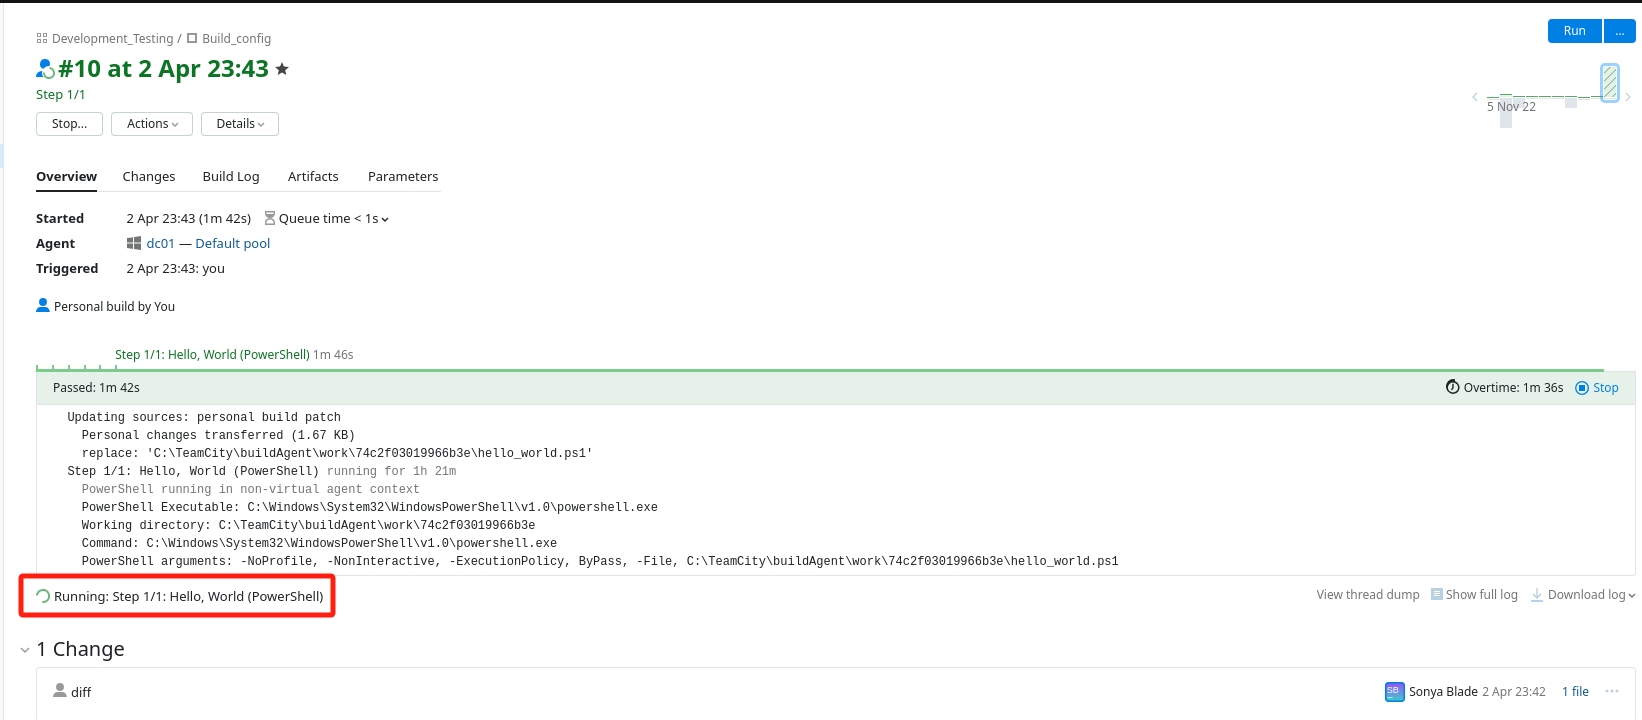 Development_Testing / Build_config
Run ...
#10 at 2 Apr 23:43
Step 1/1
5 Nov 22
Stop... Actions Details
Overview Changes Build Log Artifacts Parameters
Started 2 Apr 23:43 (1m 42s) Queue time < 1s
Agent dc01 — Default pool
Triggered 2 Apr 23:43: you
Personal build by You
Step 1/1: Hello, World (PowerShell) 1m 46s
Passed: 1m 42s Overtime: 1m 36s Stop
Updating sources: personal build patch
Personal changes transferred (1.67 KB)
replace: 'C:\TeamCity\buildAgent\work\74c2f03019966b3e\hello_world.ps1'
Step 1/1: Hello, World (PowerShell) running for 1h 21m
PowerShell running in non-virtual agent context
PowerShell Executable: C:\Windows\System32\WindowsPowerShell\v1.0\powershell.exe
Working directory: C:\TeamCity\buildAgent\work\74c2f03019966b3e
Command: C:\Windows\System32\WindowsPowerShell\v1.0\powershell.exe
PowerShell arguments: -NoProfile, -NonInteractive, -ExecutionPolicy, ByPass, -File, C:\TeamCity\buildAgent\work\74c2f03019966b3e\hello_world.ps1
Running: Step 1/1: Hello, World (PowerShell) View thread dump Show full log Download log
1 Change
diff SB Sonya Blade 2 Apr 23:42 1 file ...